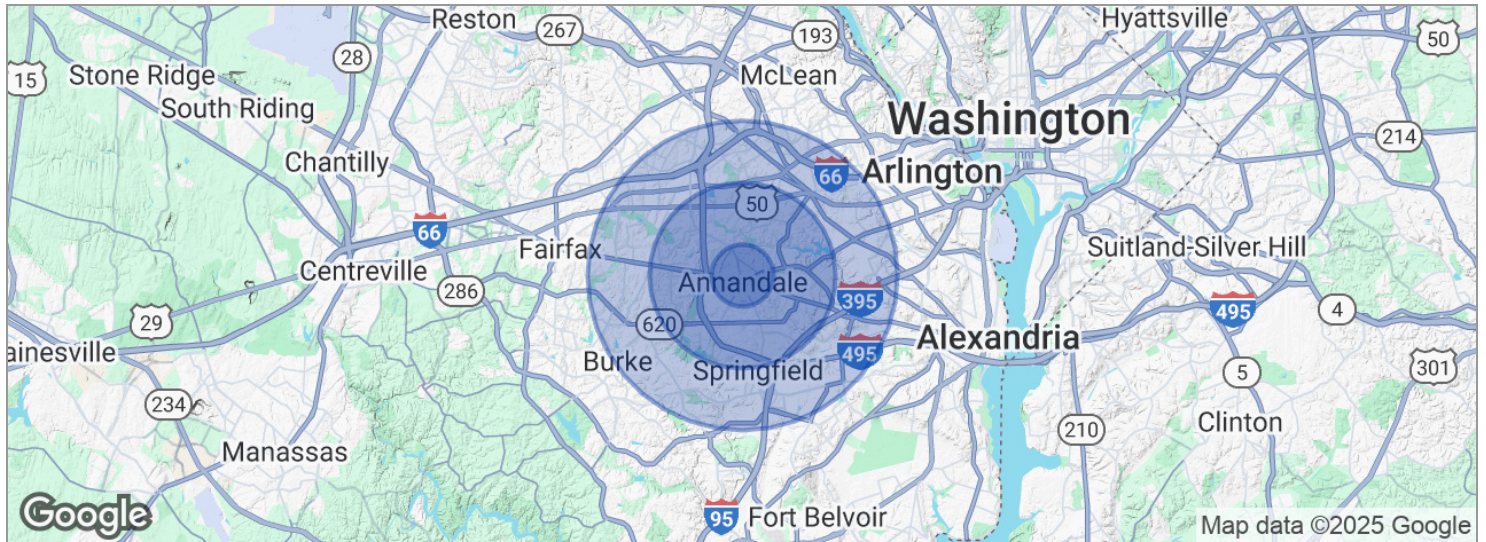 Reston
267
193
Hyattsville
50
28
15
Stone Ridge
McLean
South Riding
Washington
214
Chantilly
66
Arlington
50
66
Fairfax
Suitland-Silver Hill
Centreville
Annandale
286
395
495
4
29
620
Alexandria
ainesville
495
Burke
Springfield
301
5
234
210
Clinton
Manassas
Google
95
Fort Belvoir
Map data ©2025 Google